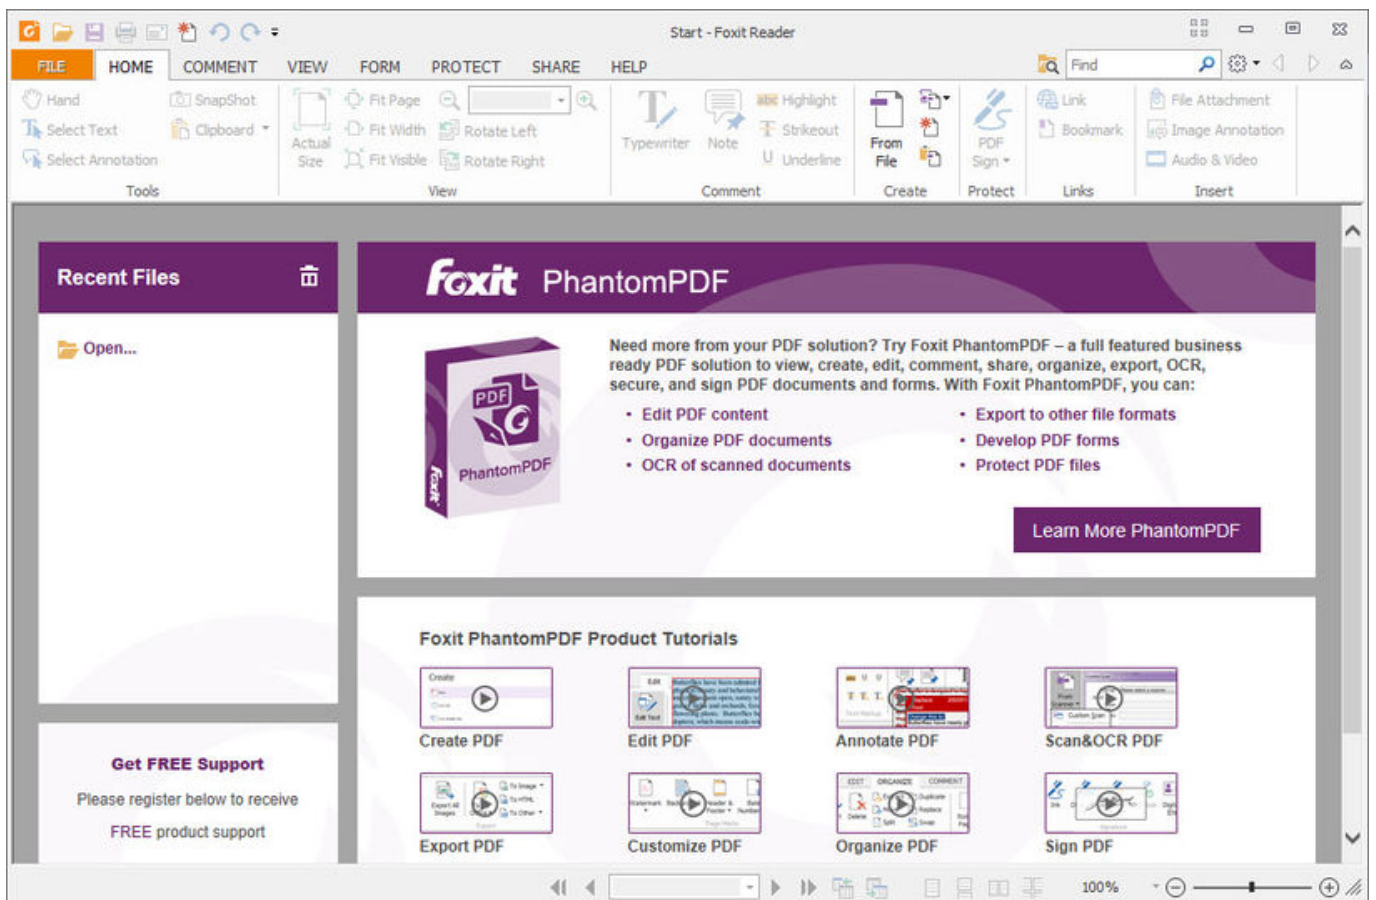 Start - Foxit Reader
FILE HOME COMMENT VIEW FORM PROTECT SHARE HELP Find
Hand SnapShot Fit Page Highlight Link File Attachment
Select Text Clipboard Fit Width Rotate Left Strikeout Bookmark Image Annotation
Select Annotation Actual Size Fit Visible Rotate Right Typewriter Note Underline From File PDF Sign Audio & Video
Tools View Comment Create Protect Links Insert
Recent Files
Open...
Foxit PhantomPDF
PDF
PhantomPDF
Foxit
Need more from your PDF solution? Try Foxit PhantomPDF – a full featured business
ready PDF solution to view, create, edit, comment, share, organize, export, OCR,
secure, and sign PDF documents and forms. With Foxit PhantomPDF, you can:
• Edit PDF content • Export to other file formats
• Organize PDF documents • Develop PDF forms
• OCR of scanned documents • Protect PDF files
Learn More PhantomPDF
Foxit PhantomPDF Product Tutorials
Create PDF Edit PDF Annotate PDF Scan&OCR PDF
Export PDF Customize PDF Organize PDF Sign PDF
Get FREE Support
Please register below to receive
FREE product support
100%